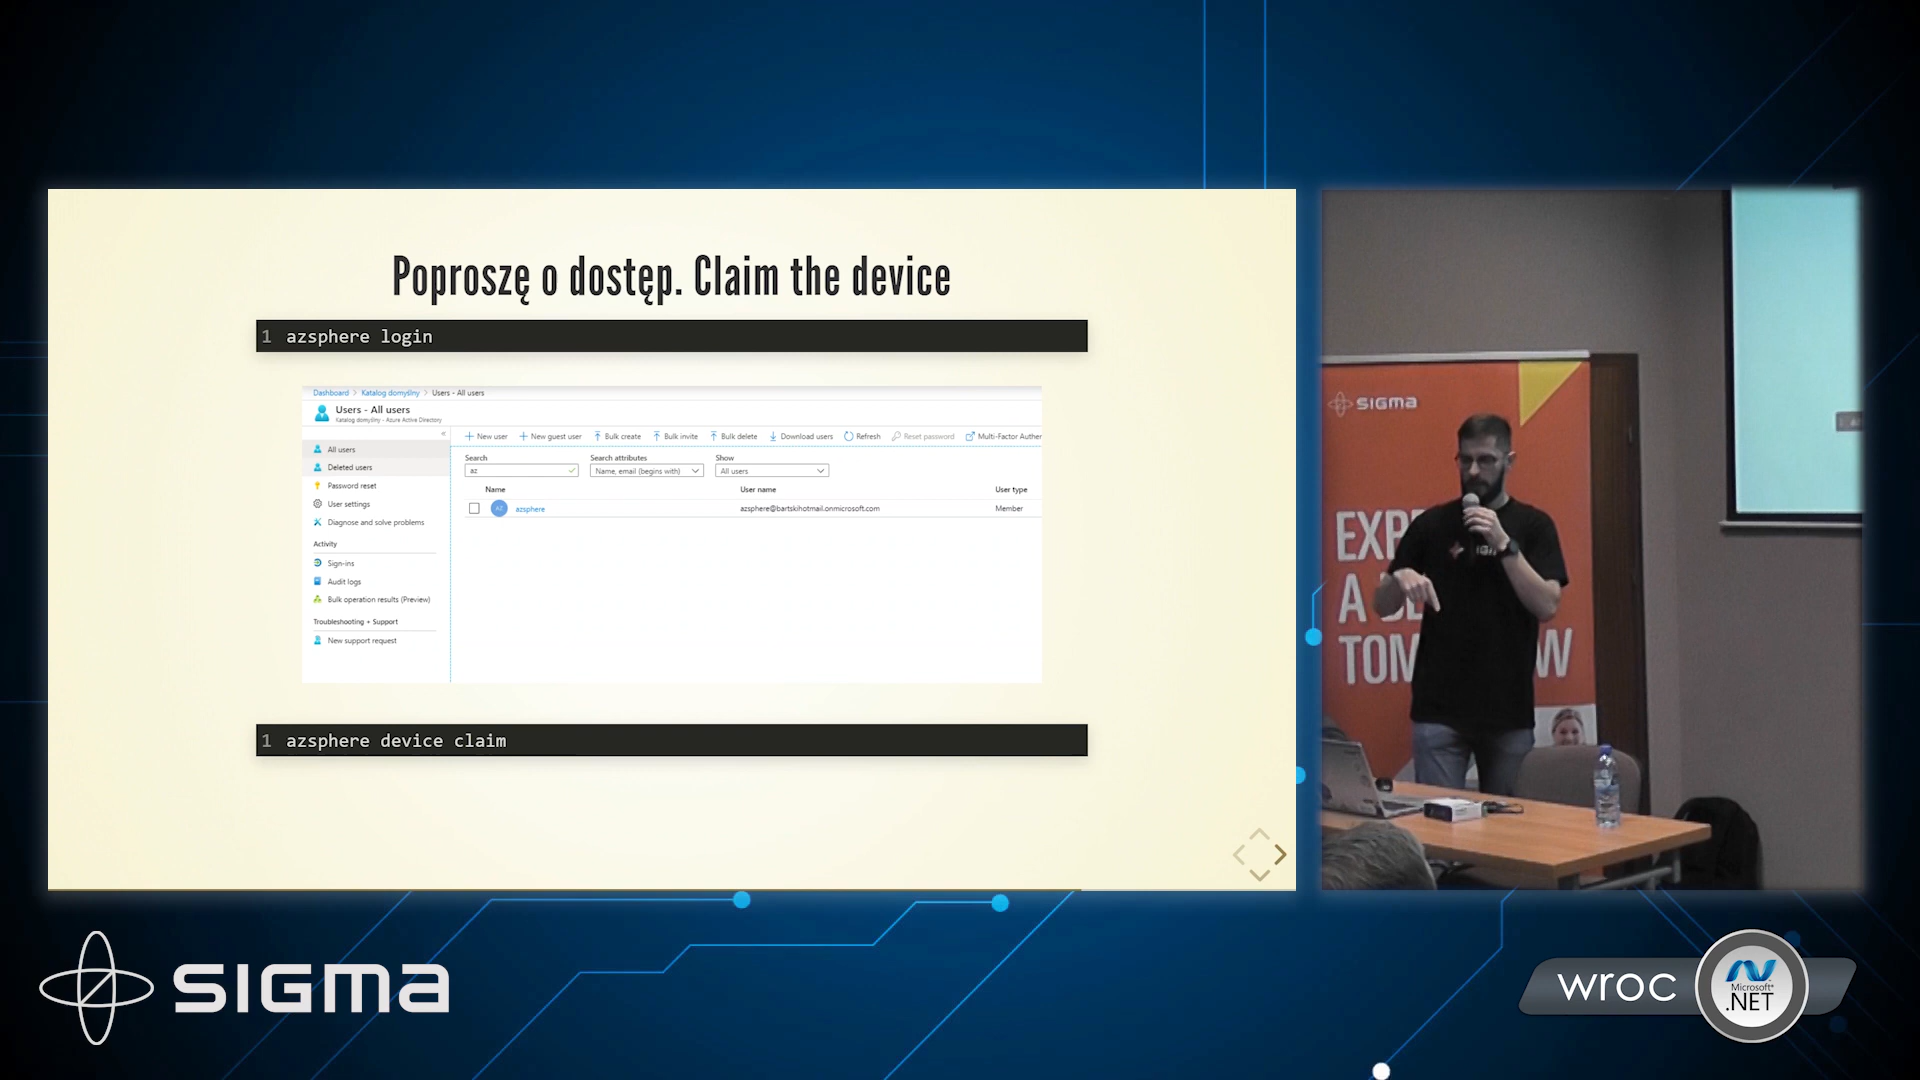 Poproszę o dostęp. Claim the device
1 azsphere login
Dashboard > Katalog domyślny > Users - All users
Users - All users
Katalog domyślny - Azure Active Directory
All users
Deleted users
Password reset
User settings
Diagnose and solve problems
Activity
Sign-ins
Audit logs
Bulk operation results (Preview)
Troubleshooting + Support
New support request
New user New guest user Bulk create Bulk invite Bulk delete Download users Refresh Reset password Multi-Factor Auther
Search Search attributes Show
az Name, email (begins with) All users
Name User name User type
AZ azsphere azsphere@bartskihotmail.onmicrosoft.com Member
1 azsphere device claim
SIGMA
EXP
A
TOM W
SIGMA
wroc
Microsoft
.NET